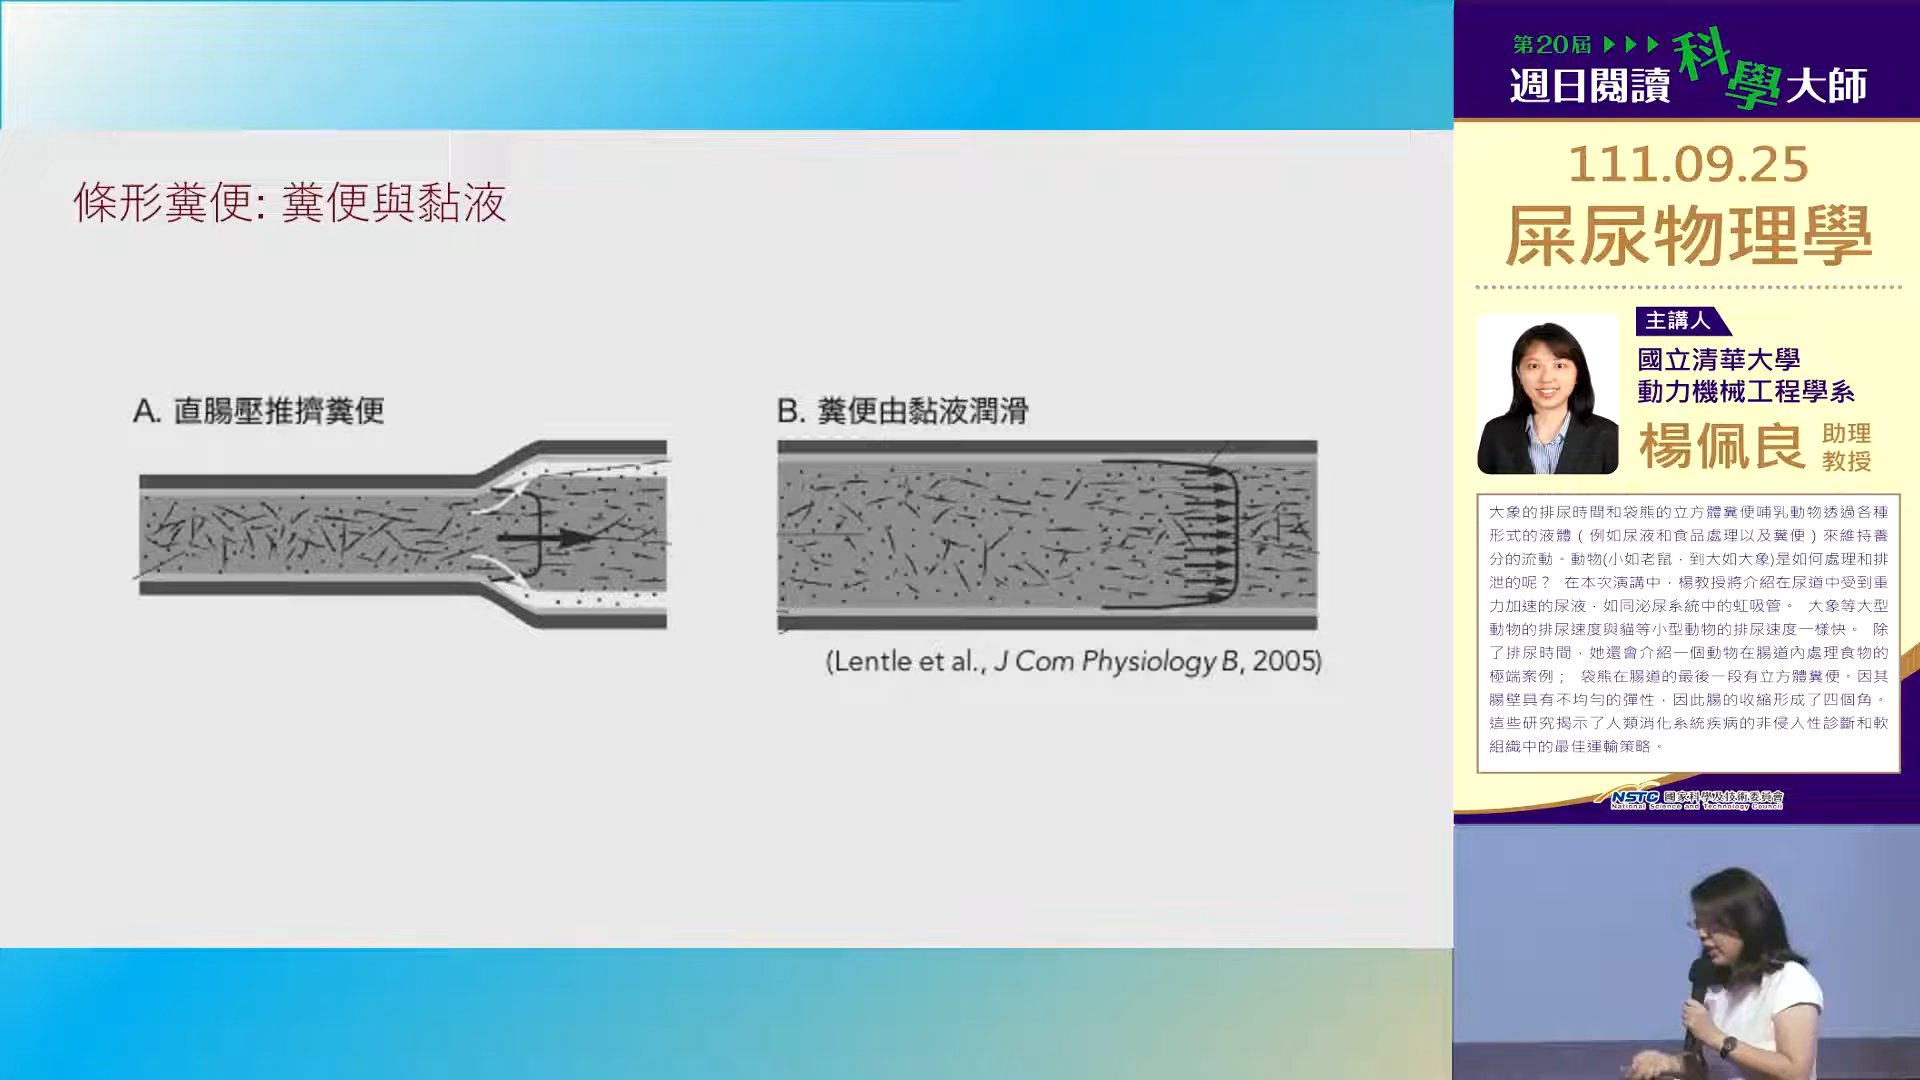 條形糞便: 糞便與黏液
A. 直腸壓推擠糞便
B. 糞便由黏液潤滑
(Lentle et al., J Com Physiology B, 2005)
第20屆
週日閱讀科學大師
111.09.25
屎尿物理學
主講人
國立清華大學
動力機械工程學系
楊佩良 助理教授
大象的排尿時間和袋熊的立方體糞便哺乳動物透過各種
形式的液體(例如尿液和食品處理以及糞便)來維持養
分的流動。動物(小如老鼠，到大如大象)是如何處理和排
泄的呢？ 在本次演講中，楊教授將介紹在尿道中受到重
力加速的尿液，如同泌尿系統中的虹吸管。 大象等大型
動物的排尿速度與貓等小型動物的排尿速度一樣快。 除
了排尿時間，她還會介紹一個動物在腸道內處理食物的
極端案例； 袋熊在腸道的最後一段有立方體糞便。因其
腸壁具有不均勻的彈性，因此腸的收縮形成了四個角。
這些研究揭示了人類消化系統疾病的非侵入性診斷和軟
組織中的最佳運輸策略。
NSTC 國家科學及技術委員會
National Science and Technology Council